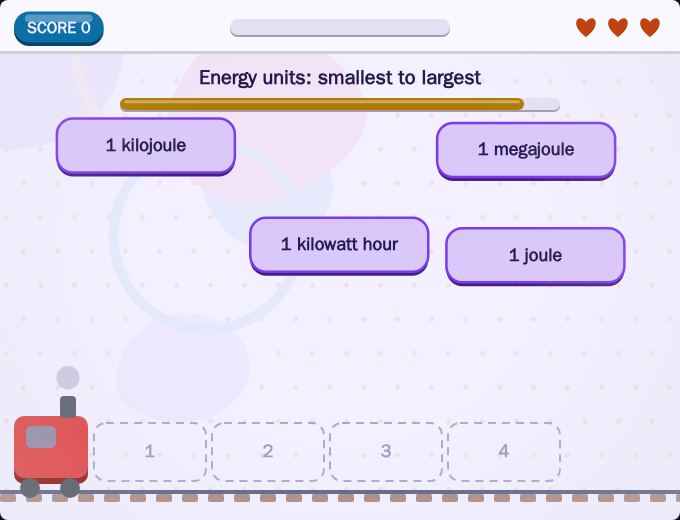 SCORE 0
Energy units: smallest to largest
1 kilojoule
1 megajoule
1 kilowatt hour
1 joule
1
2
3
4